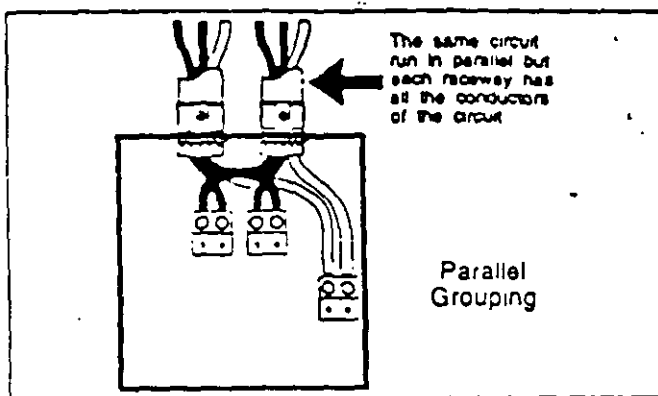 The same circuit
run in parallel but
each raceway has
all the conductors
of the circuit
Parallel
Grouping